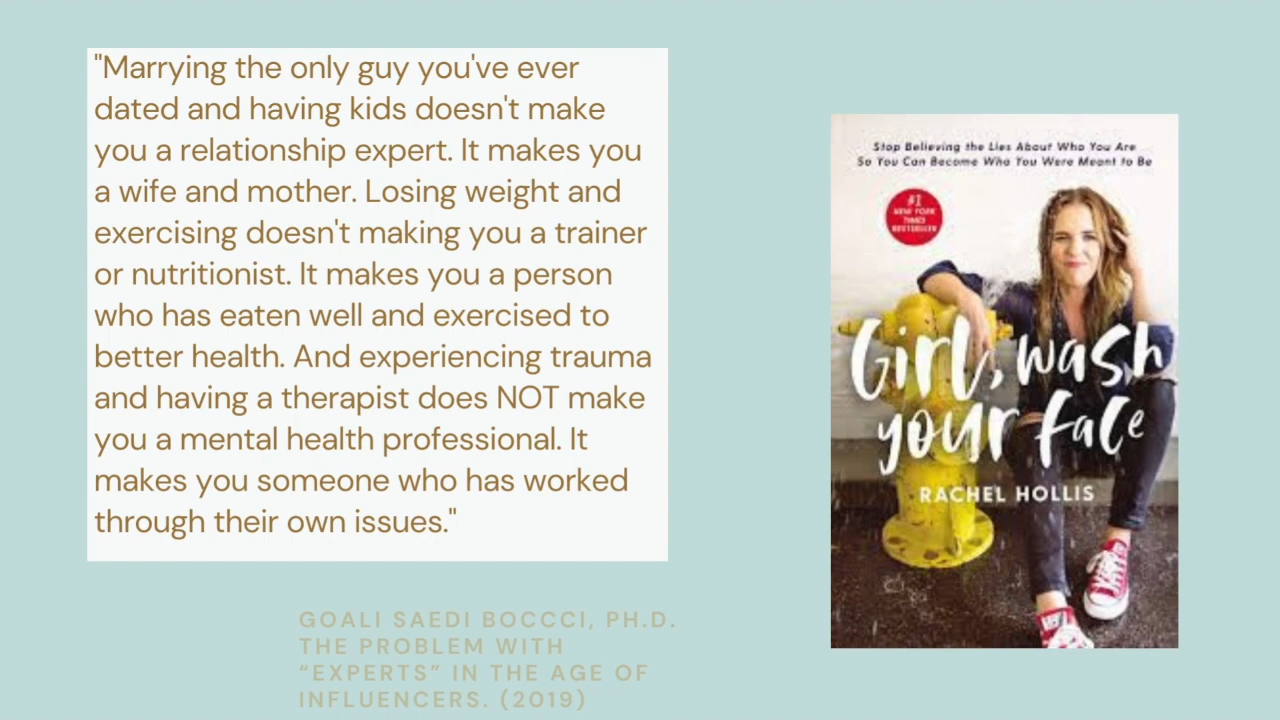 "Marrying the only guy you've ever
dated and having kids doesn't make
you a relationship expert. It makes you
a wife and mother. Losing weight and
exercising doesn't making you a trainer
or nutritionist. It makes you a person
who has eaten well and exercised to
better health. And experiencing trauma
and having a therapist does NOT make
you a mental health professional. It
makes you someone who has worked
through their own issues."
GOALI SAEDI BOCCCI, PH.D.
THE PROBLEM WITH
“EXPERTS” IN THE AGE OF
INFLUENCERS. (2019)
Stop Believing the Lies About Who You Are
So You Can Become Who You Were Meant to Be
#1
NEW YORK
TIMES
BESTSELLER
Girl, wash
your face
RACHEL HOLLIS